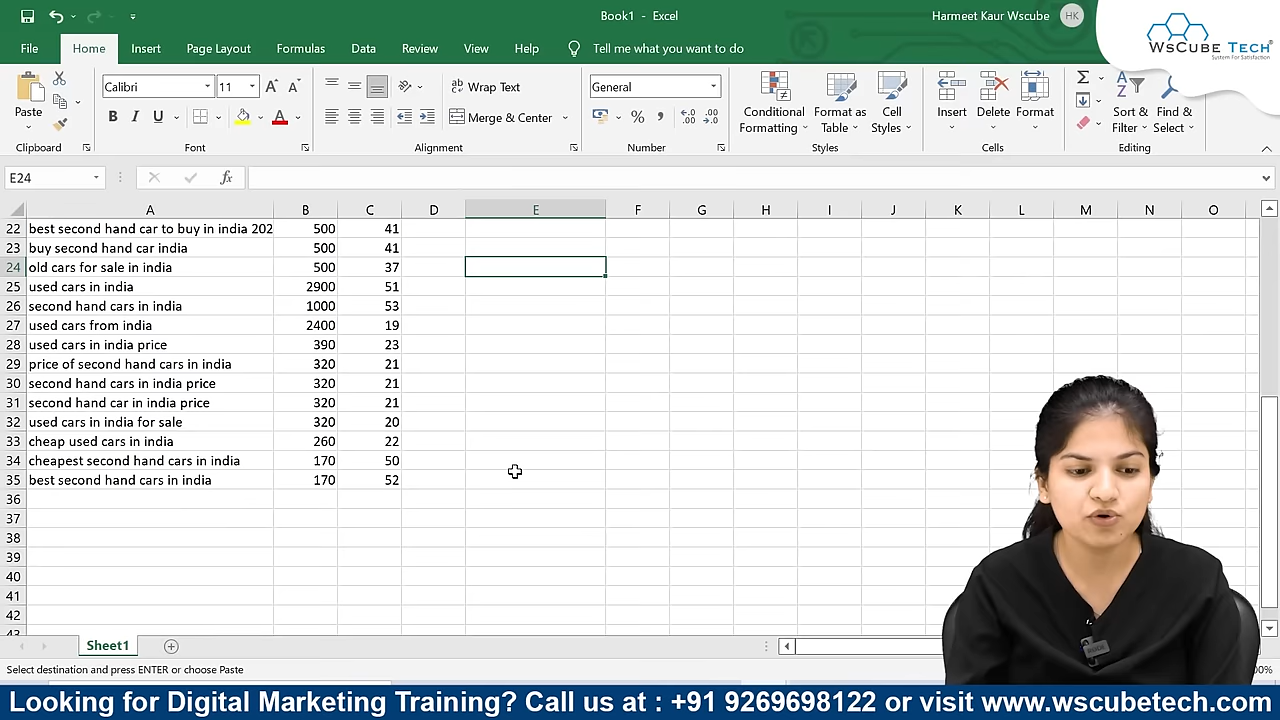 Book1 - Excel
Harmeet Kaur Wscube
HK
WsCube Tech®
System For Satisfaction
File Home Insert Page Layout Formulas Data Review View Help Tell me what you want to do
Paste
Calibri 11
B I U
Wrap Text
Merge & Center
General
Conditional Formatting
Format as Table
Cell Styles
Insert
Delete
Format
Sort & Filter
Find & Select
Clipboard Font Alignment Number Styles Cells Editing
E24 fx
A B C D E F G H I J K L M N O
22 best second hand car to buy in india 202 500 41
23 buy second hand car india 500 41
24 old cars for sale in india 500 37
25 used cars in india 2900 51
26 second hand cars in india 1000 53
27 used cars from india 2400 19
28 used cars in india price 390 23
29 price of second hand cars in india 320 21
30 second hand cars in india price 320 21
31 second hand car in india price 320 21
32 used cars in india for sale 320 20
33 cheap used cars in india 260 22
34 cheapest second hand cars in india 170 50
35 best second hand cars in india 170 52
36
37
38
39
40
41
42
43
Sheet1
Select destination and press ENTER or choose Paste
Looking for Digital Marketing Training? Call us at : +91 9269698122 or visit www.wscubetech.com